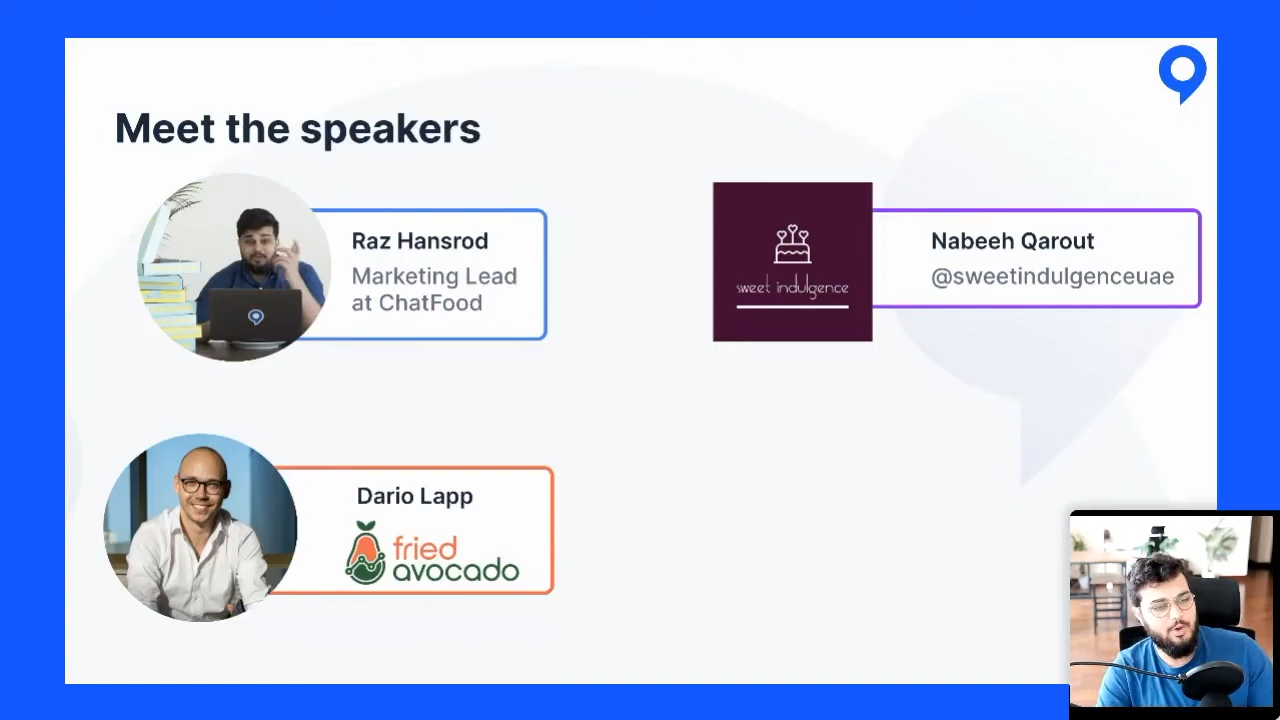 Meet the speakers
Raz Hansrod
Marketing Lead
at ChatFood
sweet indulgence
Nabeeh Qarout
@sweetindulgenceuae
Dario Lapp
fried
avocado